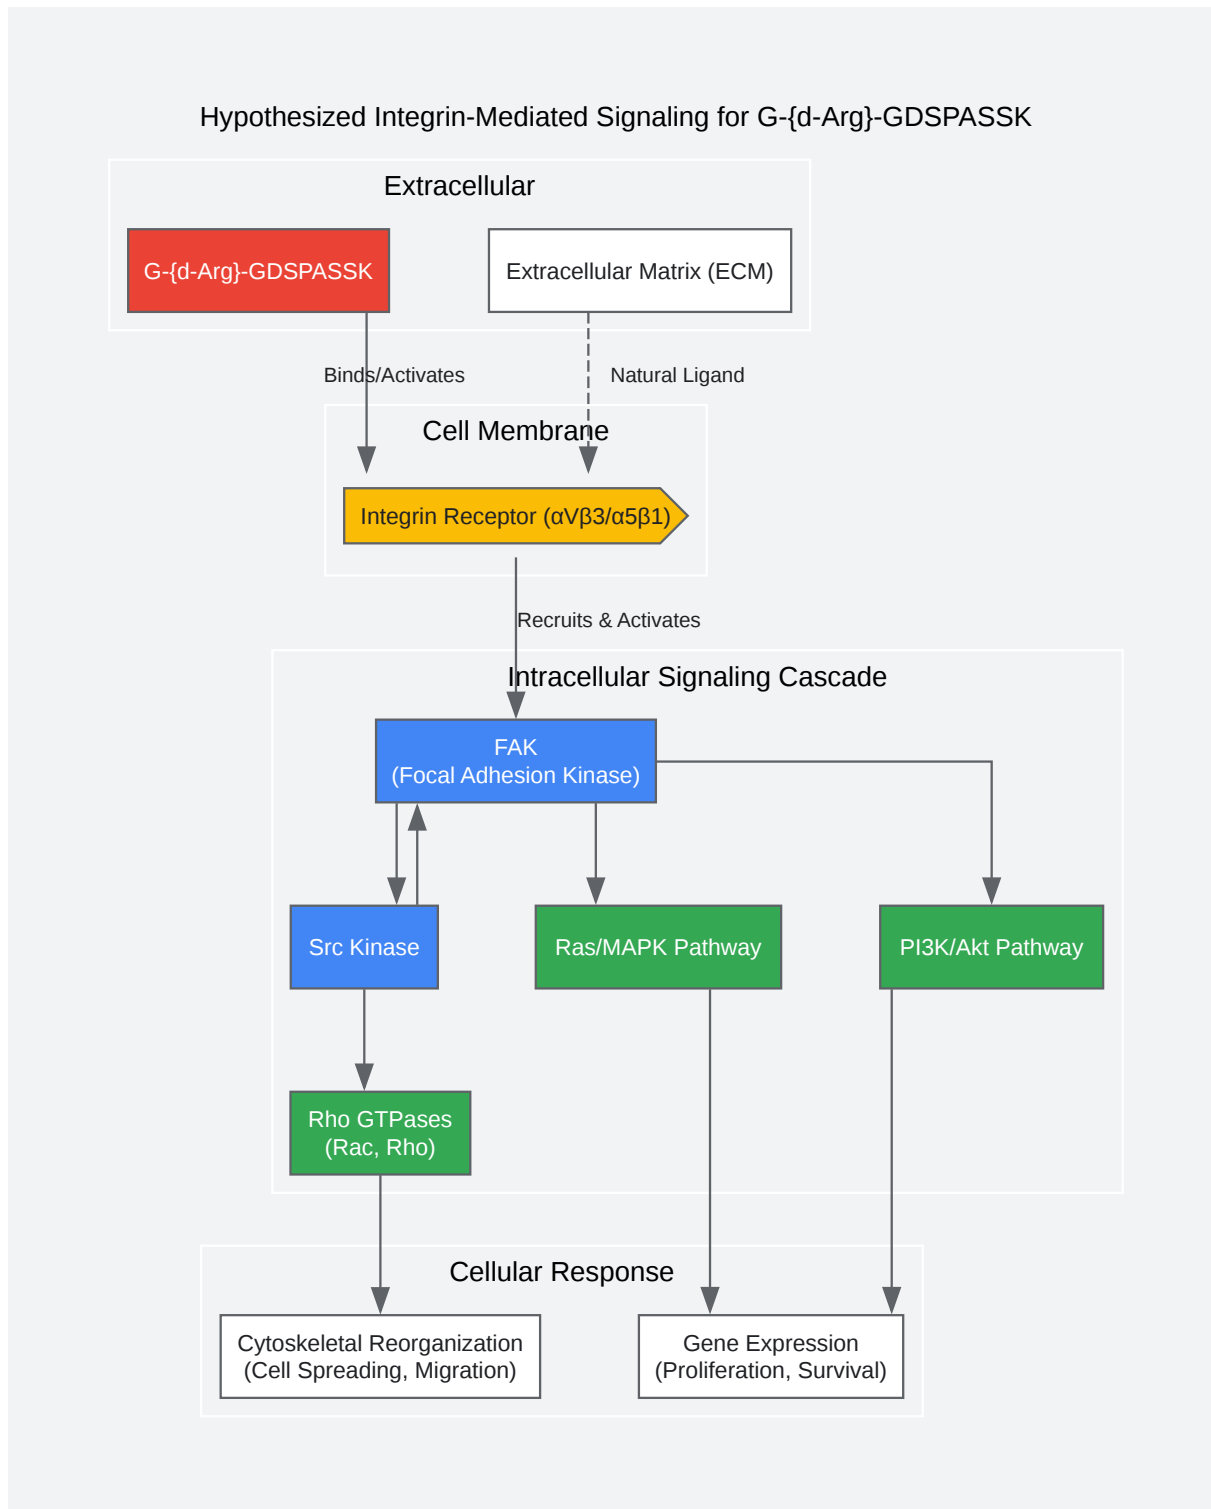 Hypothesized Integrin-Mediated Signaling for G-{d-Arg}-GDSPASSK
Extracellular
G-{d-Arg}-GDSPASSK
Extracellular Matrix (ECM)
Binds/Activates
Natural Ligand
Cell Membrane
Integrin Receptor (αVβ3/α5β1)
Recruits & Activates
Intracellular Signaling Cascade
FAK
(Focal Adhesion Kinase)
Src Kinase
Ras/MAPK Pathway
PI3K/Akt Pathway
Rho GTPases
(Rac, Rho)
Cellular Response
Cytoskeletal Reorganization
(Cell Spreading, Migration)
Gene Expression
(Proliferation, Survival)